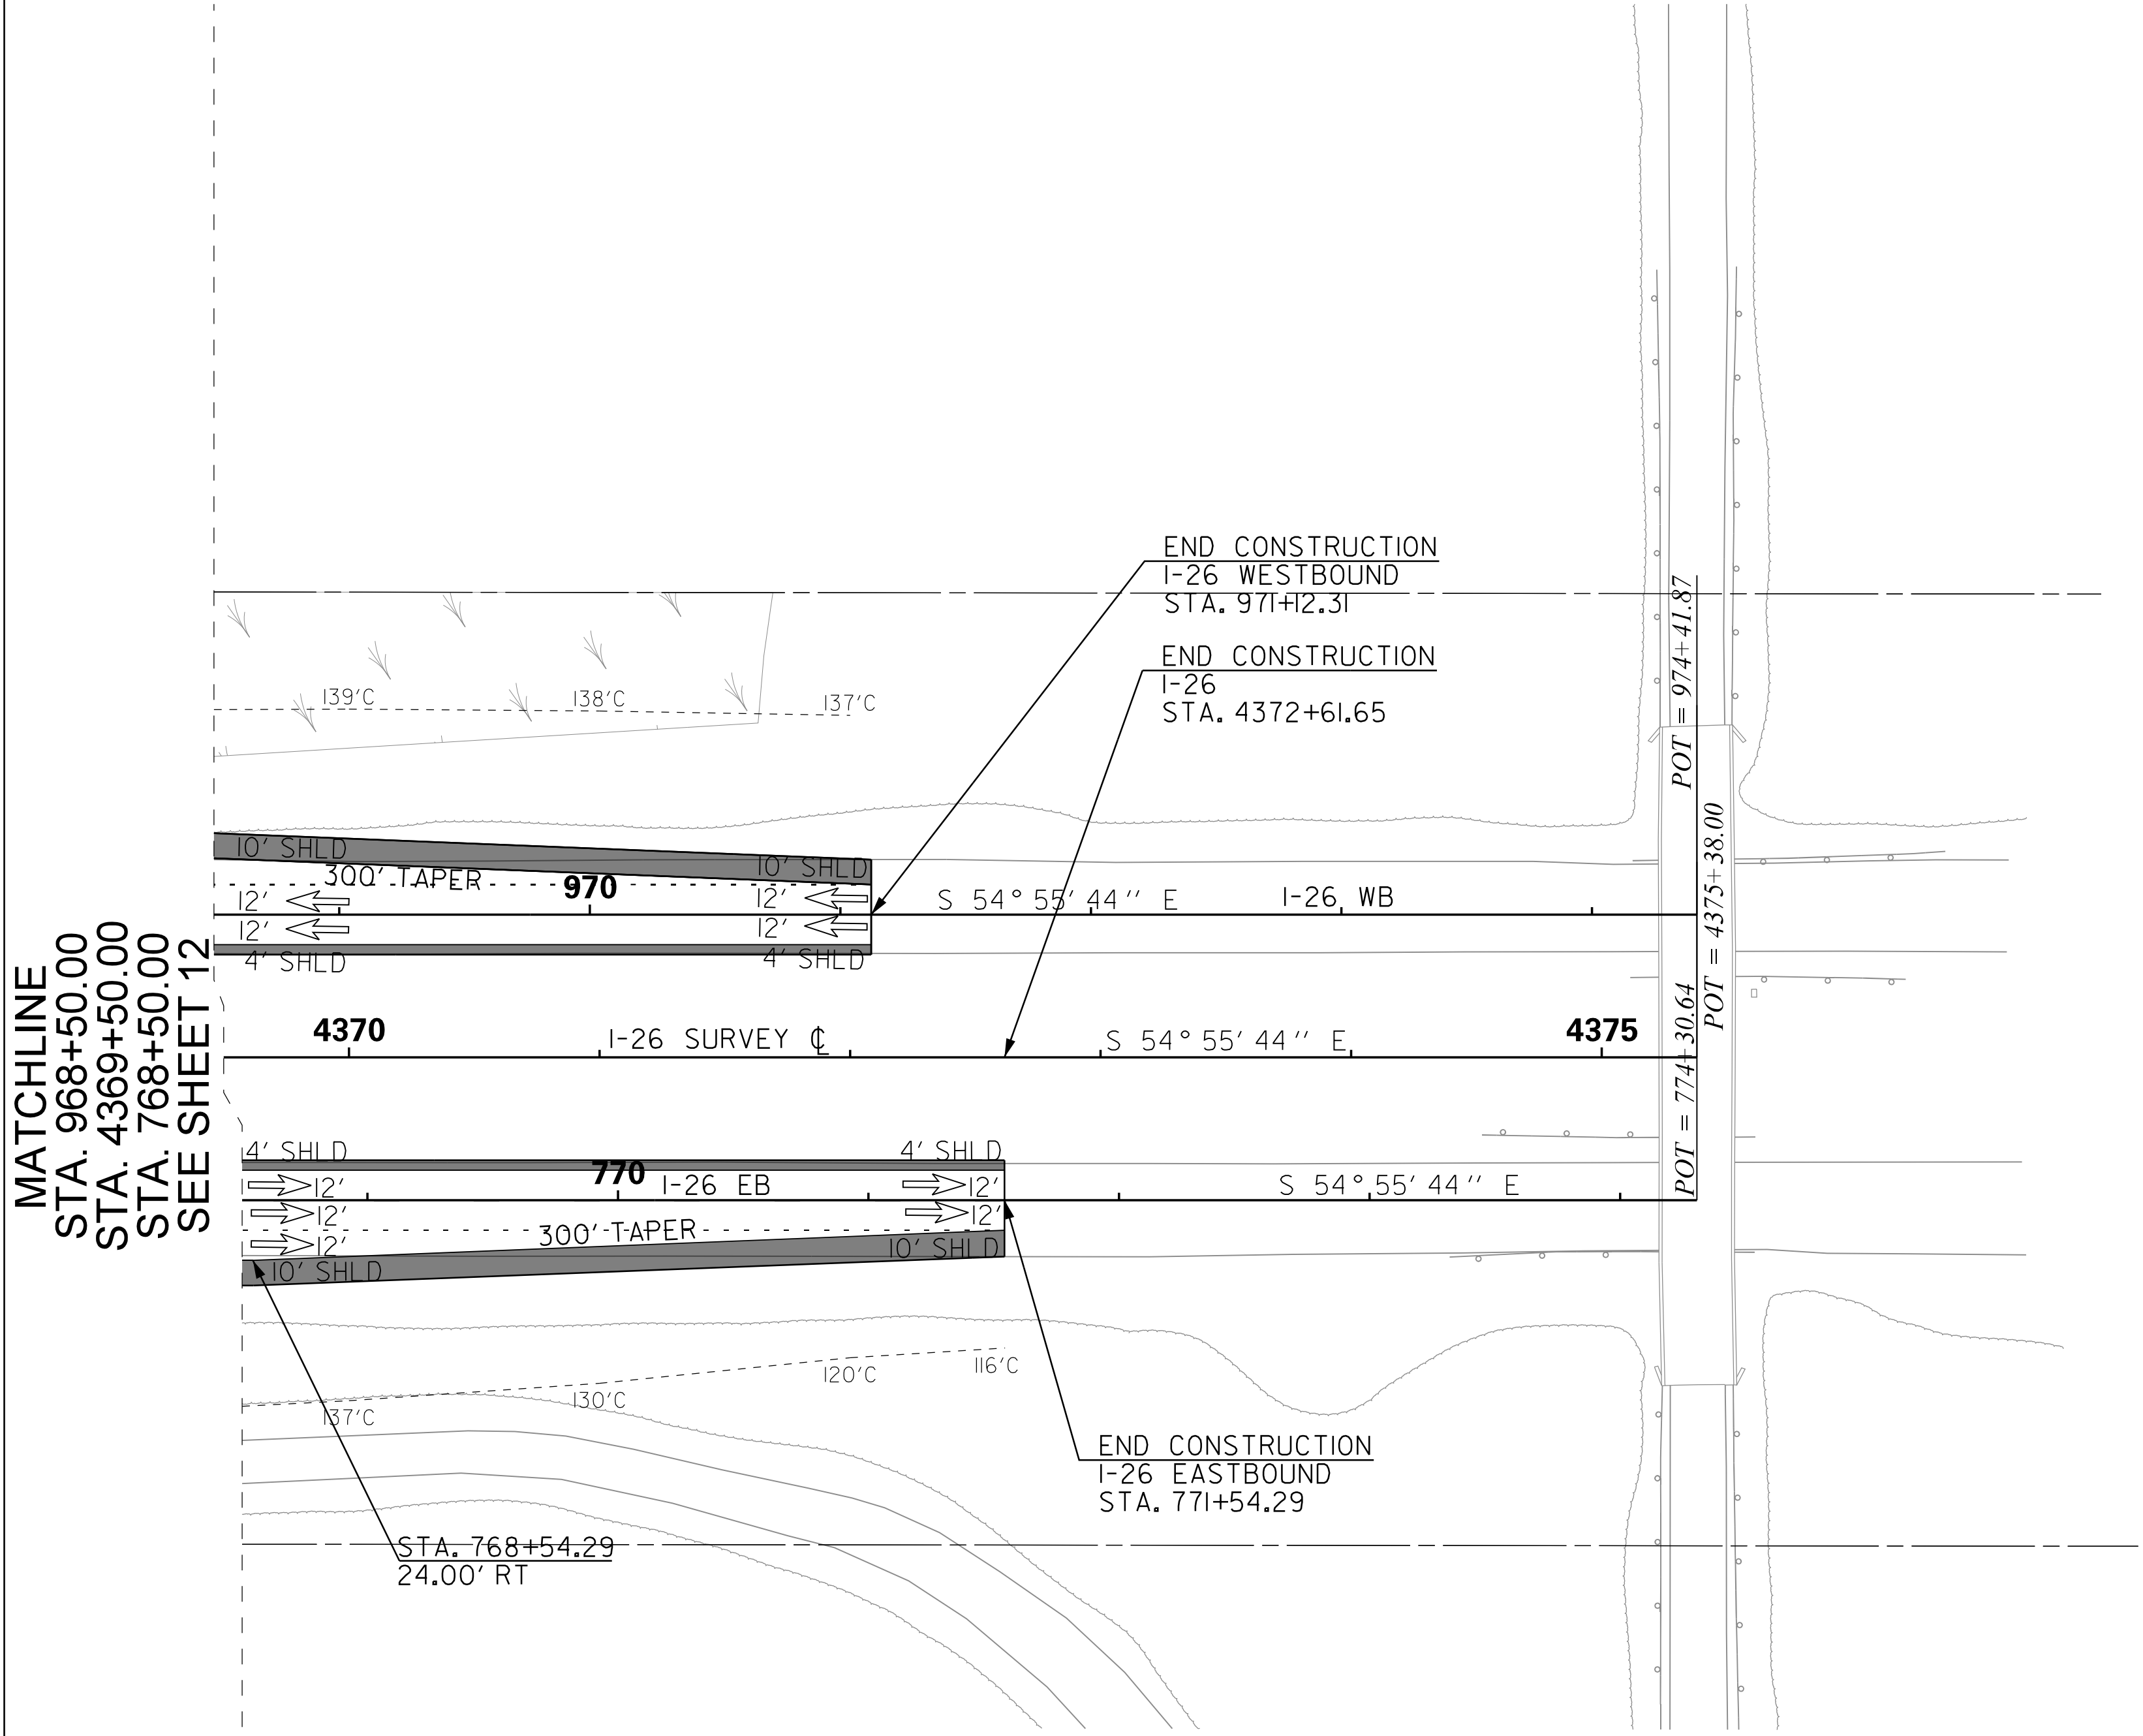 MATCHLINE
STA. 968+50.00
STA. 4369+50.00
STA. 768+50.00
SEE SHEET 12
END CONSTRUCTION
I-26 WESTBOUND
STA. 971+12.31
END CONSTRUCTION
I-26
STA. 4372+61.65
POT = 974+41.87
139'C
138'C
137'C
10' SHLD
10' SHLD
300' TAPER
970
12'
12'
S 54° 55' 44" E
I-26 WB
12'
12'
4' SHLD
4' SHLD
POT = 4375+38.00
4370
I-26 SURVEY ℄
S 54° 55' 44" E
4375
POT = 774+30.64
4' SHLD
4' SHLD
770
I-26 EB
12'
12'
S 54° 55' 44" E
12'
12'
300' TAPER
12'
10' SHLD
10' SHLD
137'C
130'C
120'C
116'C
END CONSTRUCTION
I-26 EASTBOUND
STA. 771+54.29
STA. 768+54.29
24.00' RT